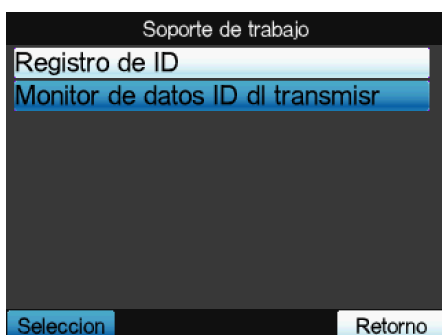 Soporte de trabajo
Registro de ID
Monitor de datos ID dl transmisr
Seleccion
Retorno